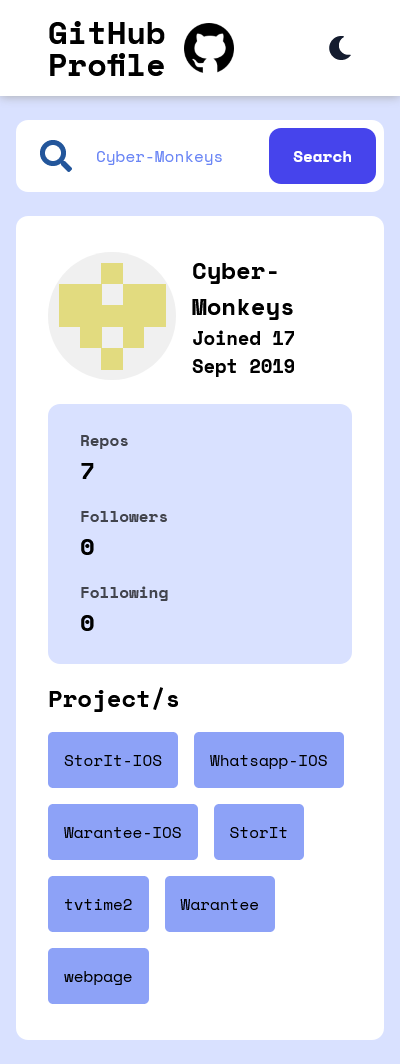 GitHub
Profile
Cyber-Monkeys
Search
Cyber-
Monkeys
Joined 17
Sept 2019
Repos
7
Followers
0
Following
0
Project/s
StorIt-IOS
Whatsapp-IOS
Warantee-IOS
StorIt
tvtime2
Warantee
webpage